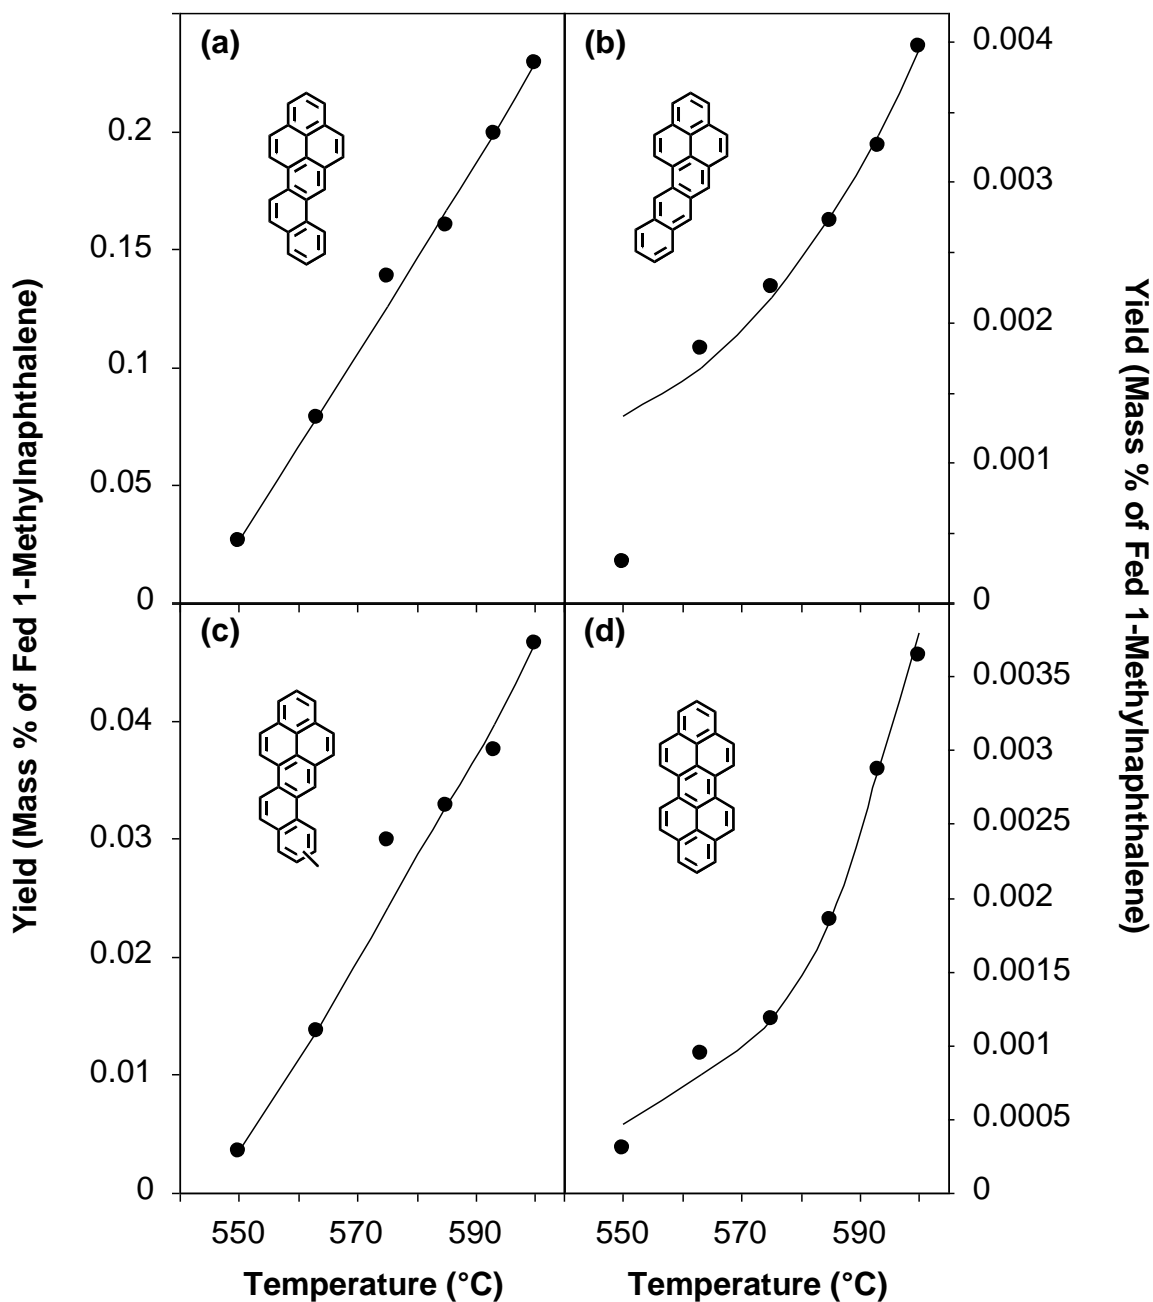 (a)
(b)
0.2
0.15
0.1
0.05
0
0.004
0.003
0.002
0.001
0
(c)
(d)
0.04
0.03
0.02
0.01
0
0.0035
0.003
0.0025
0.002
0.0015
0.001
0.0005
0
550 570 590
550 570 590
Temperature (°C)
Temperature (°C)
Yield (Mass % of Fed 1-Methylnaphthalene)
Yield (Mass % of Fed 1-Methylnaphthalene)